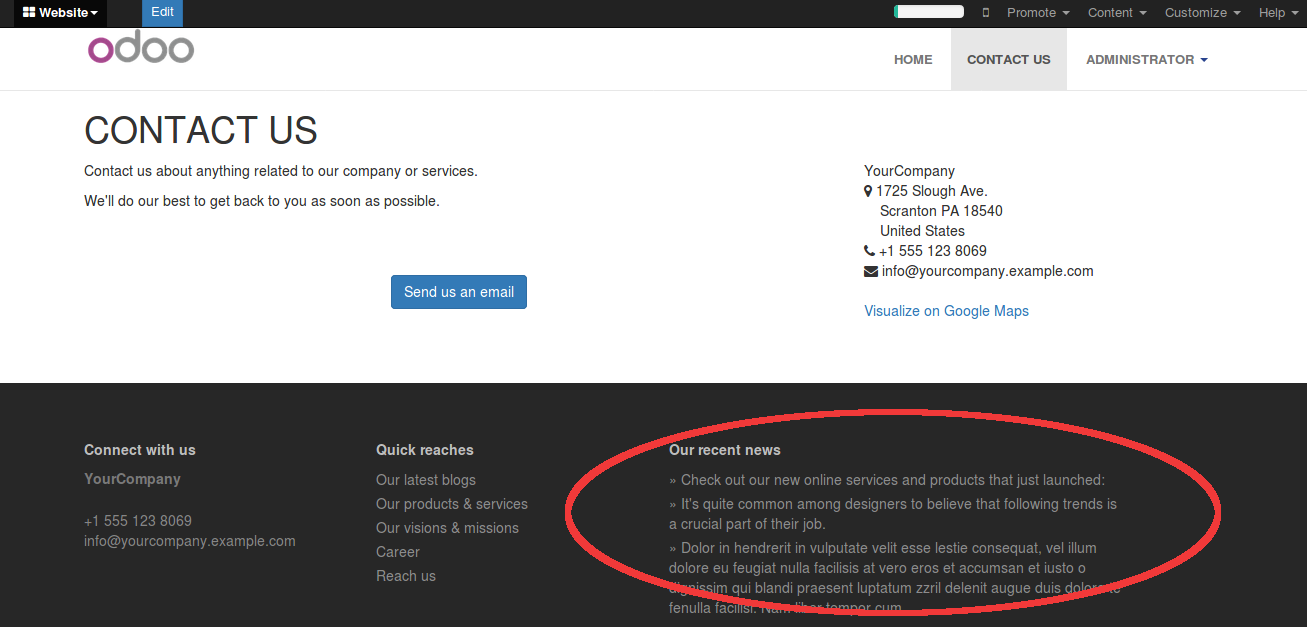 Website Edit Promote Content Customize Help
odoo
HOME CONTACT US ADMINISTRATOR
CONTACT US
Contact us about anything related to our company or services.
We'll do our best to get back to you as soon as possible.
Send us an email
YourCompany
1725 Slough Ave.
Scranton PA 18540
United States
+1 555 123 8069
info@yourcompany.example.com
Visualize on Google Maps
Connect with us
YourCompany
+1 555 123 8069
info@yourcompany.example.com
Quick reaches
Our latest blogs
Our products & services
Our visions & missions
Career
Reach us
Our recent news
» Check out our new online services and products that just launched:
» It's quite common among designers to believe that following trends is
a crucial part of their job.
» Dolor in hendrerit in vulputate velit esse lestie consequat, vel illum
dolore eu feugiat nulla facilisis at vero eros et accumsan et iusto o
dignissim qui blandi praesent luptatum zzril delenit augue duis dolore te
fenulla facilisi. Nam liber tempor cum